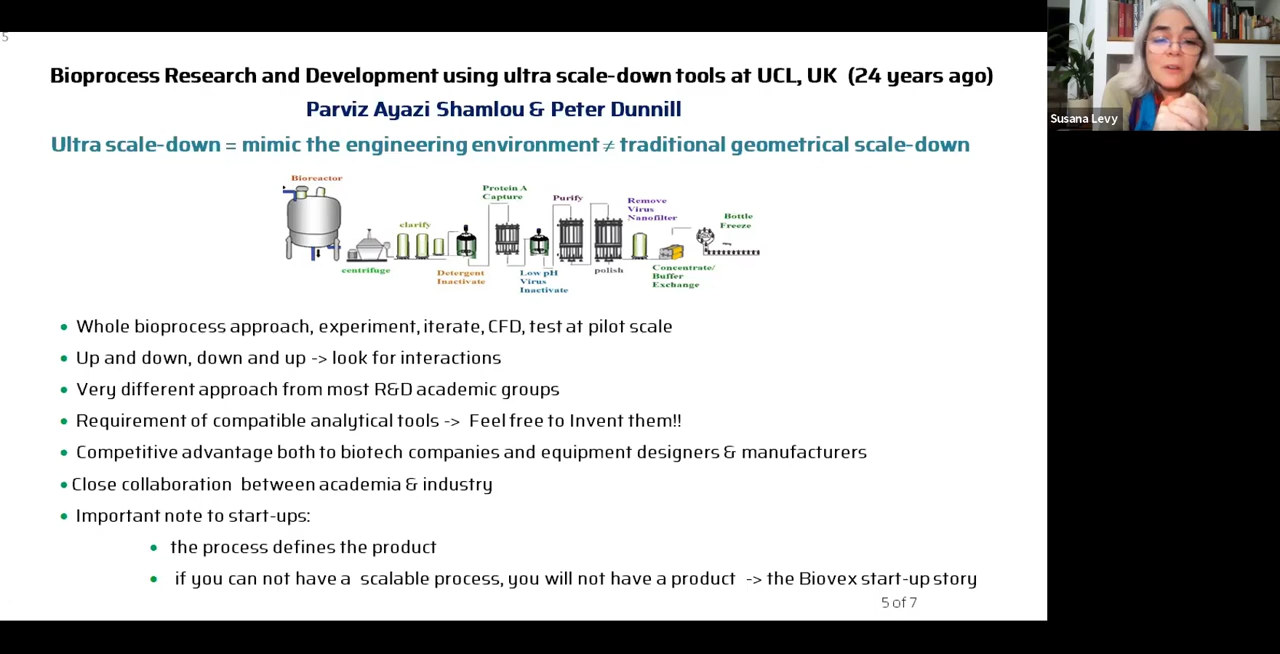 5
Bioprocess Research and Development using ultra scale-down tools at UCL, UK (24 years ago)
Parviz Ayazi Shamlou & Peter Dunnill
Ultra scale-down = mimic the engineering environment ≠ traditional geometrical scale-down
Bioreactor
centrifuge
clarify
Detergent
Inactivate
Protein A
Capture
Low pH
Virus
Inactivate
Purify
polish
Remove
Virus
Nanofilter
Concentrate/
Buffer
Exchange
Bottle
Freeze
• Whole bioprocess approach, experiment, iterate, CFD, test at pilot scale
• Up and down, down and up -> look for interactions
• Very different approach from most R&D academic groups
• Requirement of compatible analytical tools -> Feel free to Invent them!!
• Competitive advantage both to biotech companies and equipment designers & manufacturers
• Close collaboration between academia & industry
• Important note to start-ups:
• the process defines the product
• if you can not have a scalable process, you will not have a product -> the Biovex start-up story
5 of 7
Susana Levy